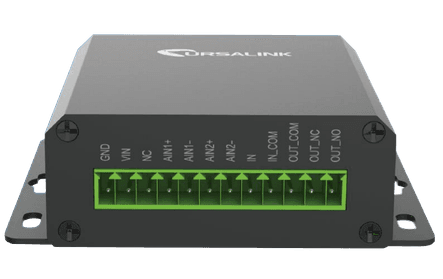 URSALINK
GND
VIN
NC
AIN1+
AIN1-
AIN2+
AIN2-
IN
IN_COM
OUT_COM
OUT_NC
OUT_NO